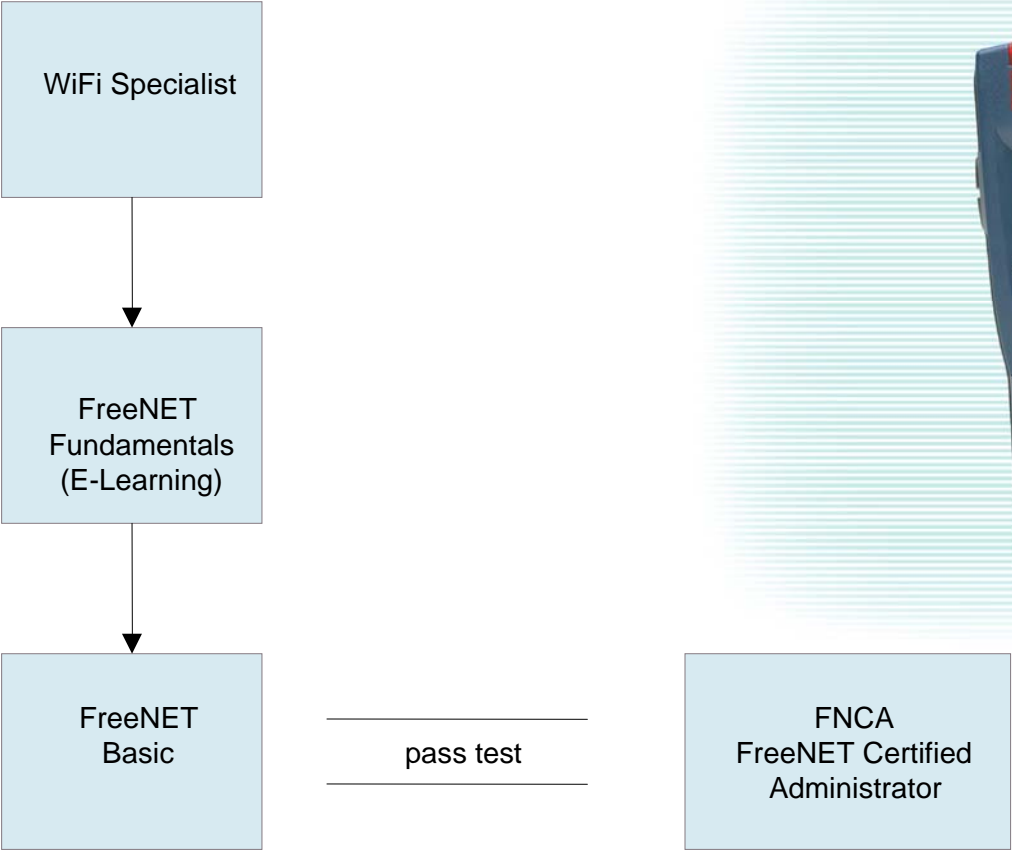 WiFi Specialist
FreeNET
Fundamentals
(E-Learning)
FreeNET
Basic
pass test
FNCA
FreeNET Certified
Administrator